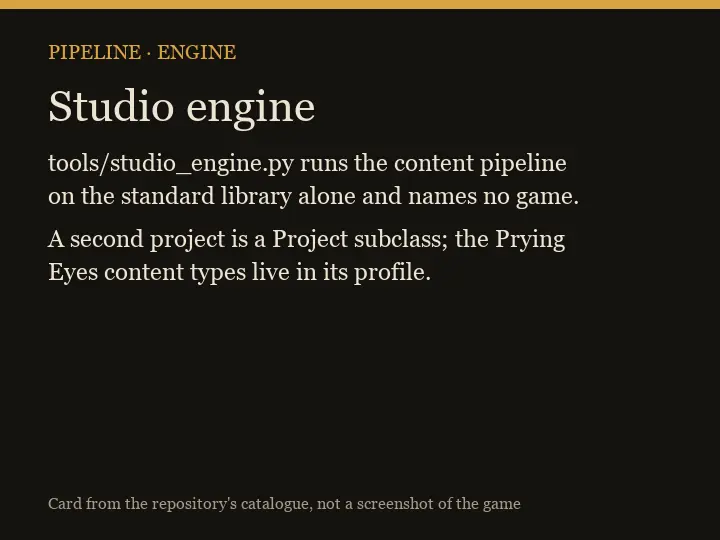 PIPELINE · ENGINE
Studio engine
tools/studio_engine.py runs the content pipeline
on the standard library alone and names no game.
A second project is a Project subclass; the Prying
Eyes content types live in its profile.
Card from the repository's catalogue, not a screenshot of the game